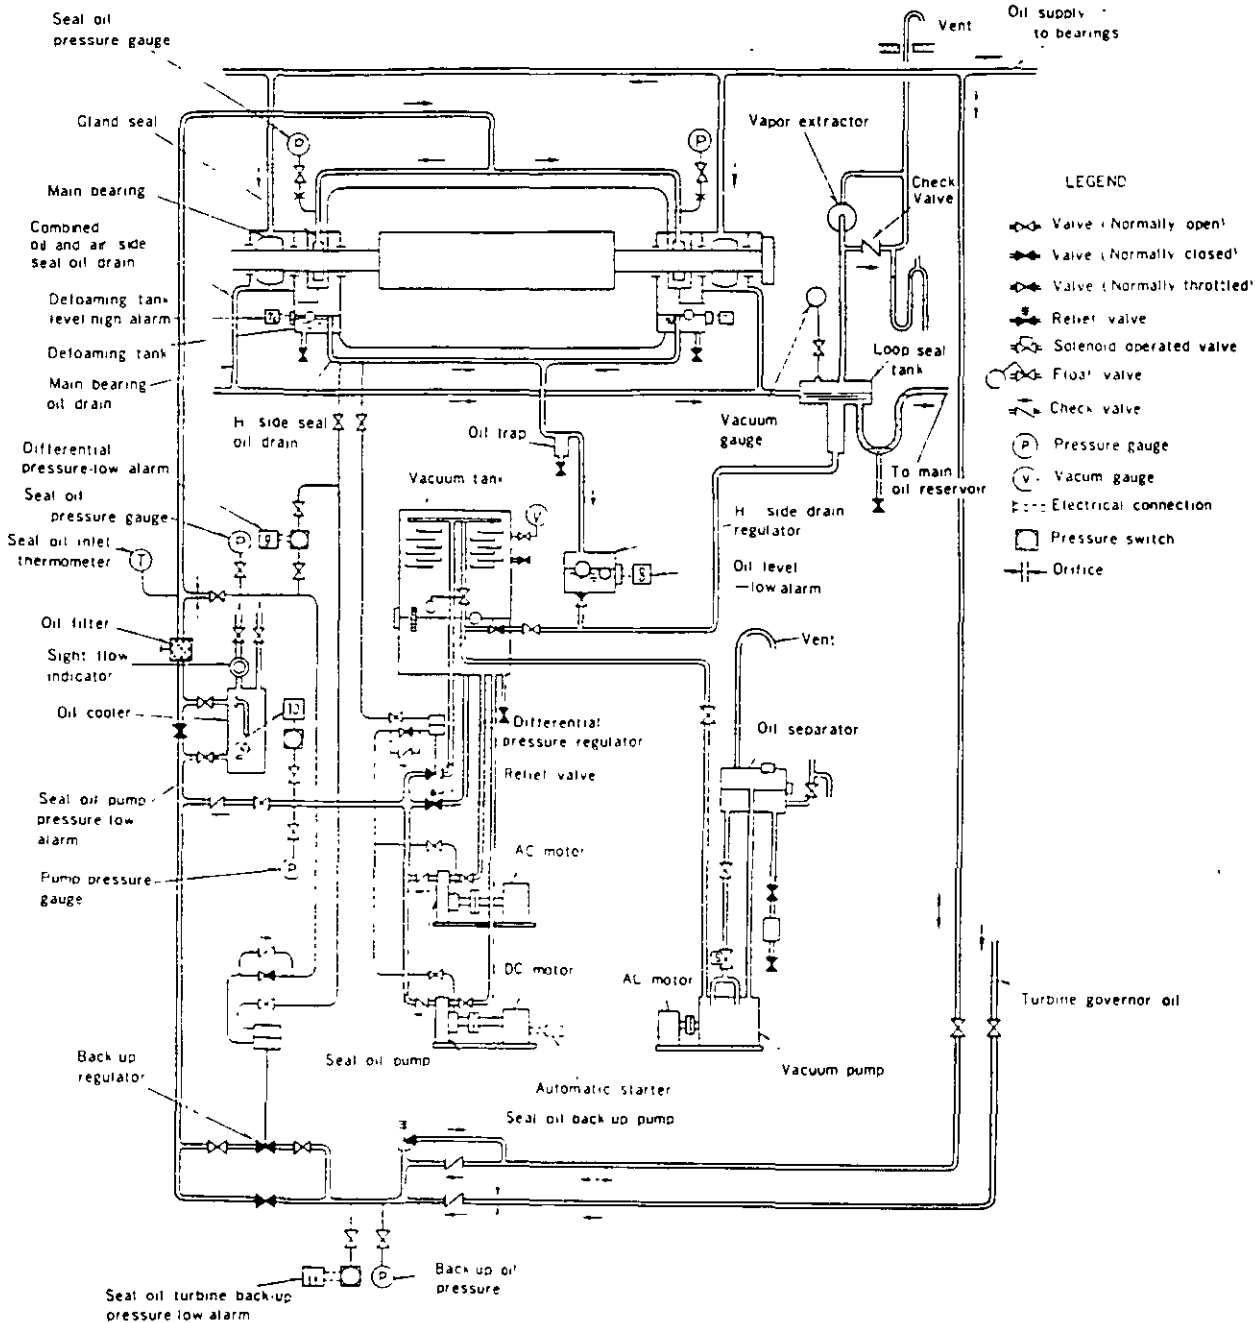 Seal oil
pressure gauge
Vent
Oil supply
to bearings
Gland seal
P
P
Vapor extractor
Check
Valve
LEGEND
Main bearing
Combined
oil and air side
seal oil drain
Valve (Normally open)
Valve (Normally closed)
Valve (Normally throttled)
Relief valve
Solenoid operated valve
Float valve
Check valve
P Pressure gauge
V Vacum gauge
Electrical connection
Pressure switch
Orifice
Defoaming tank
level high alarm
Defoaming tank
Main bearing
oil drain
Loop seal
tank
Vacuum
gauge
To main
oil reservoir
H side seal
oil drain
Oil trap
Differential
pressure-low alarm
Vacuum tank
V
H side drain
regulator
Seal oil
pressure gauge
P
9
Seal oil inlet
thermometer
T
Oil level
low alarm
Oil filter
Sight flow
indicator
Oil cooler
10
Vent
Differential
pressure regulator
Oil separator
Relief valve
Seal oil pump
pressure low
alarm
AC motor
Pump pressure
gauge
P
DC motor
AC motor
Turbine governor oil
Seal oil pump
Vacuum pump
Back up
regulator
Automatic starter
Seal oil back-up pump
P
Back up oil
pressure
11
Seal oil turbine back-up
pressure low alarm